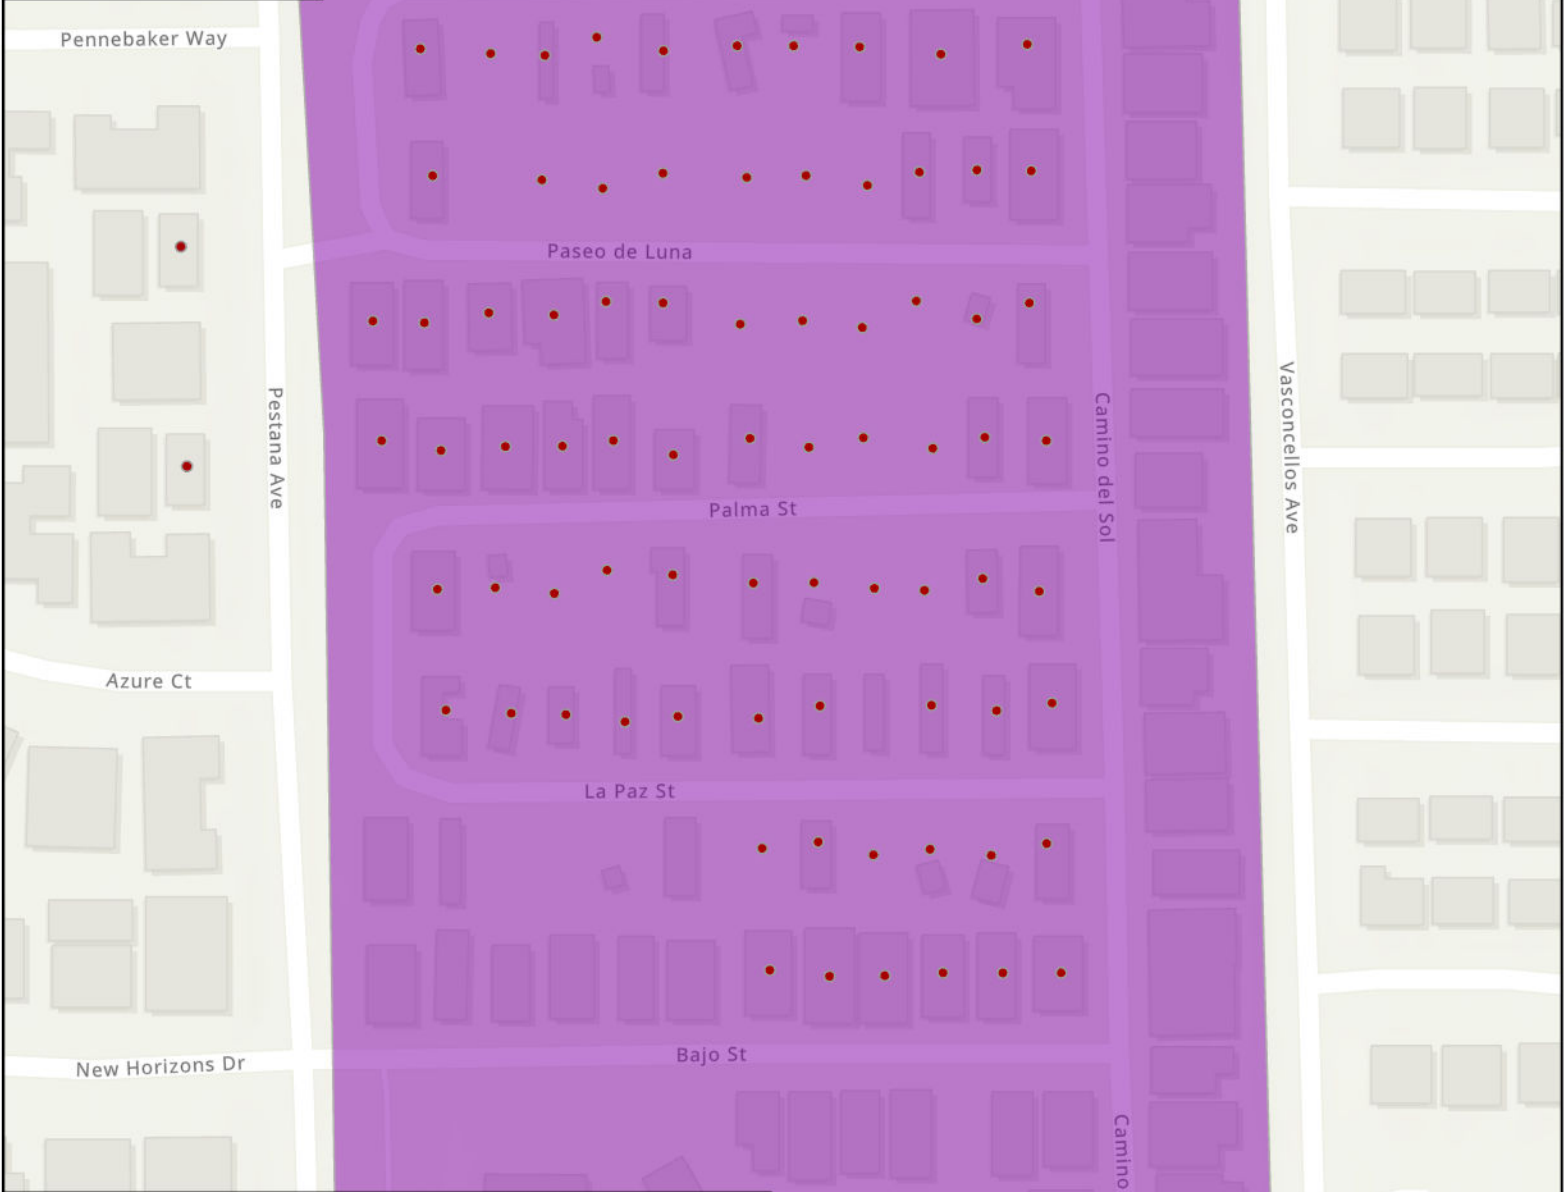 Pennebaker Way
Paseo de Luna
Pestana Ave
Camino del Sol
Vasconcellos Ave
Palma St
Azure Ct
La Paz St
New Horizons Dr
Bajo St
Camino